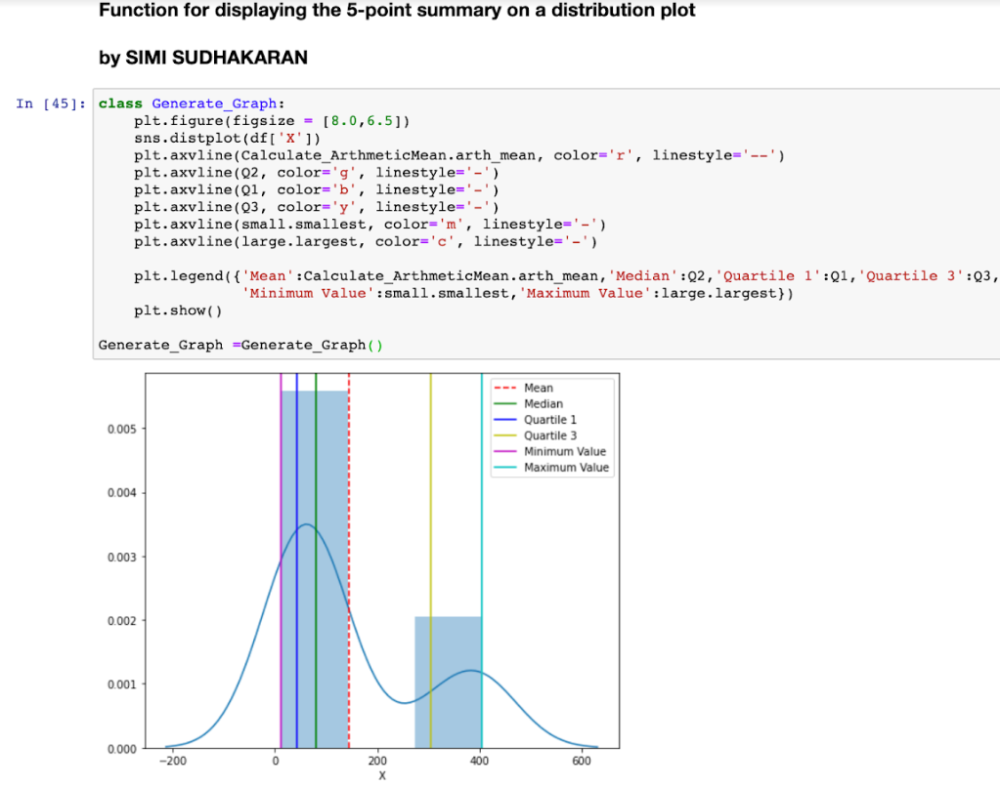 Function for displaying the 5-point summary on a distribution plot
by SIMI SUDHAKARAN
In [45]: class Generate_Graph:
plt.figure(figsize = [8.0,6.5])
sns.distplot(df['X'])
plt.axvline(Calculate_ArthmeticMean.arth_mean, color='r', linestyle='--')
plt.axvline(Q2, color='g', linestyle='-')
plt.axvline(Q1, color='b', linestyle='-')
plt.axvline(Q3, color='y', linestyle='-')
plt.axvline(small.smallest, color='m', linestyle='-')
plt.axvline(large.largest, color='c', linestyle='-')
plt.legend({'Mean':Calculate_ArthmeticMean.arth_mean,'Median':Q2,'Quartile 1':Q1,'Quartile 3':Q3,
'Minimum Value':small.smallest,'Maximum Value':large.largest})
plt.show()
Generate_Graph =Generate_Graph()
Mean
Median
Quartile 1
Quartile 3
Minimum Value
Maximum Value
0.005
0.004
0.003
0.002
0.001
0.000
−200 0 200 400 600
X